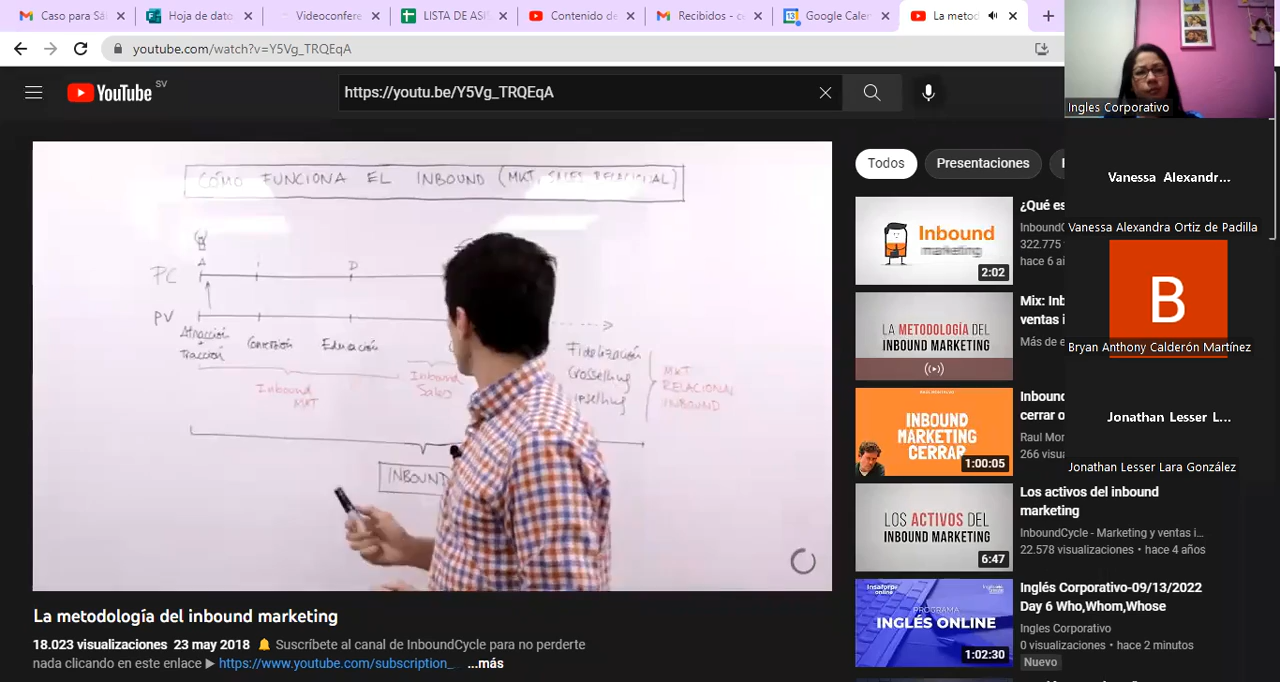 Caso para Sá
Hoja de dato
Videoconfere
LISTA DE ASI
Contenido de
Recibidos - c
Google Calen
La metod
youtube.com/watch?v=Y5Vg_TRQEqA
YouTube SV
https://youtu.be/Y5Vg_TRQEqA
CÓMO FUNCIONA EL INBOUND (MKT, SALES RELACIONAL)
A
I
D
PC
PV
Atracción
+
Tracción
Conversión
Educación
Inbound
MKT
Inbound
Sales
Fidelización
Crosselling
Upselling
MKT
RELACIONAL
INBOUND
INBOUND
La metodología del inbound marketing
18.023 visualizaciones 23 may 2018 Suscríbete al canal de InboundCycle para no perderte
nada clicando en este enlace ▶ https://www.youtube.com/subscription_ ...más
Todos
Presentaciones
Inbound
marketing
2:02
¿Qué es
InboundC
322.775
hace 6 añ
LA METODOLOGÍA DEL
INBOUND MARKETING
Mix: Inb
ventas i
Más de e
RAUL MONTALVO
INBOUND
MARKETING
CERRAR
1:00:05
Inbound
cerrar o
Raul Mor
266 visua
LOS ACTIVOS DEL
INBOUND MARKETING
6:47
Los activos del inbound
marketing
InboundCycle - Marketing y ventas i...
22.578 visualizaciones • hace 4 años
Insaforp
online
PROGRAMA
INGLÉS ONLINE
1:02:30
Inglés Corporativo-09/13/2022
Day 6 Who,Whom,Whose
Ingles Corporativo
0 visualizaciones • hace 2 minutos
Nuevo
Ingles Corporativo
Vanessa Alexandr...
Vanessa Alexandra Ortiz de Padilla
B
Bryan Anthony Calderón Martínez
Jonathan Lesser L...
Jonathan Lesser Lara González